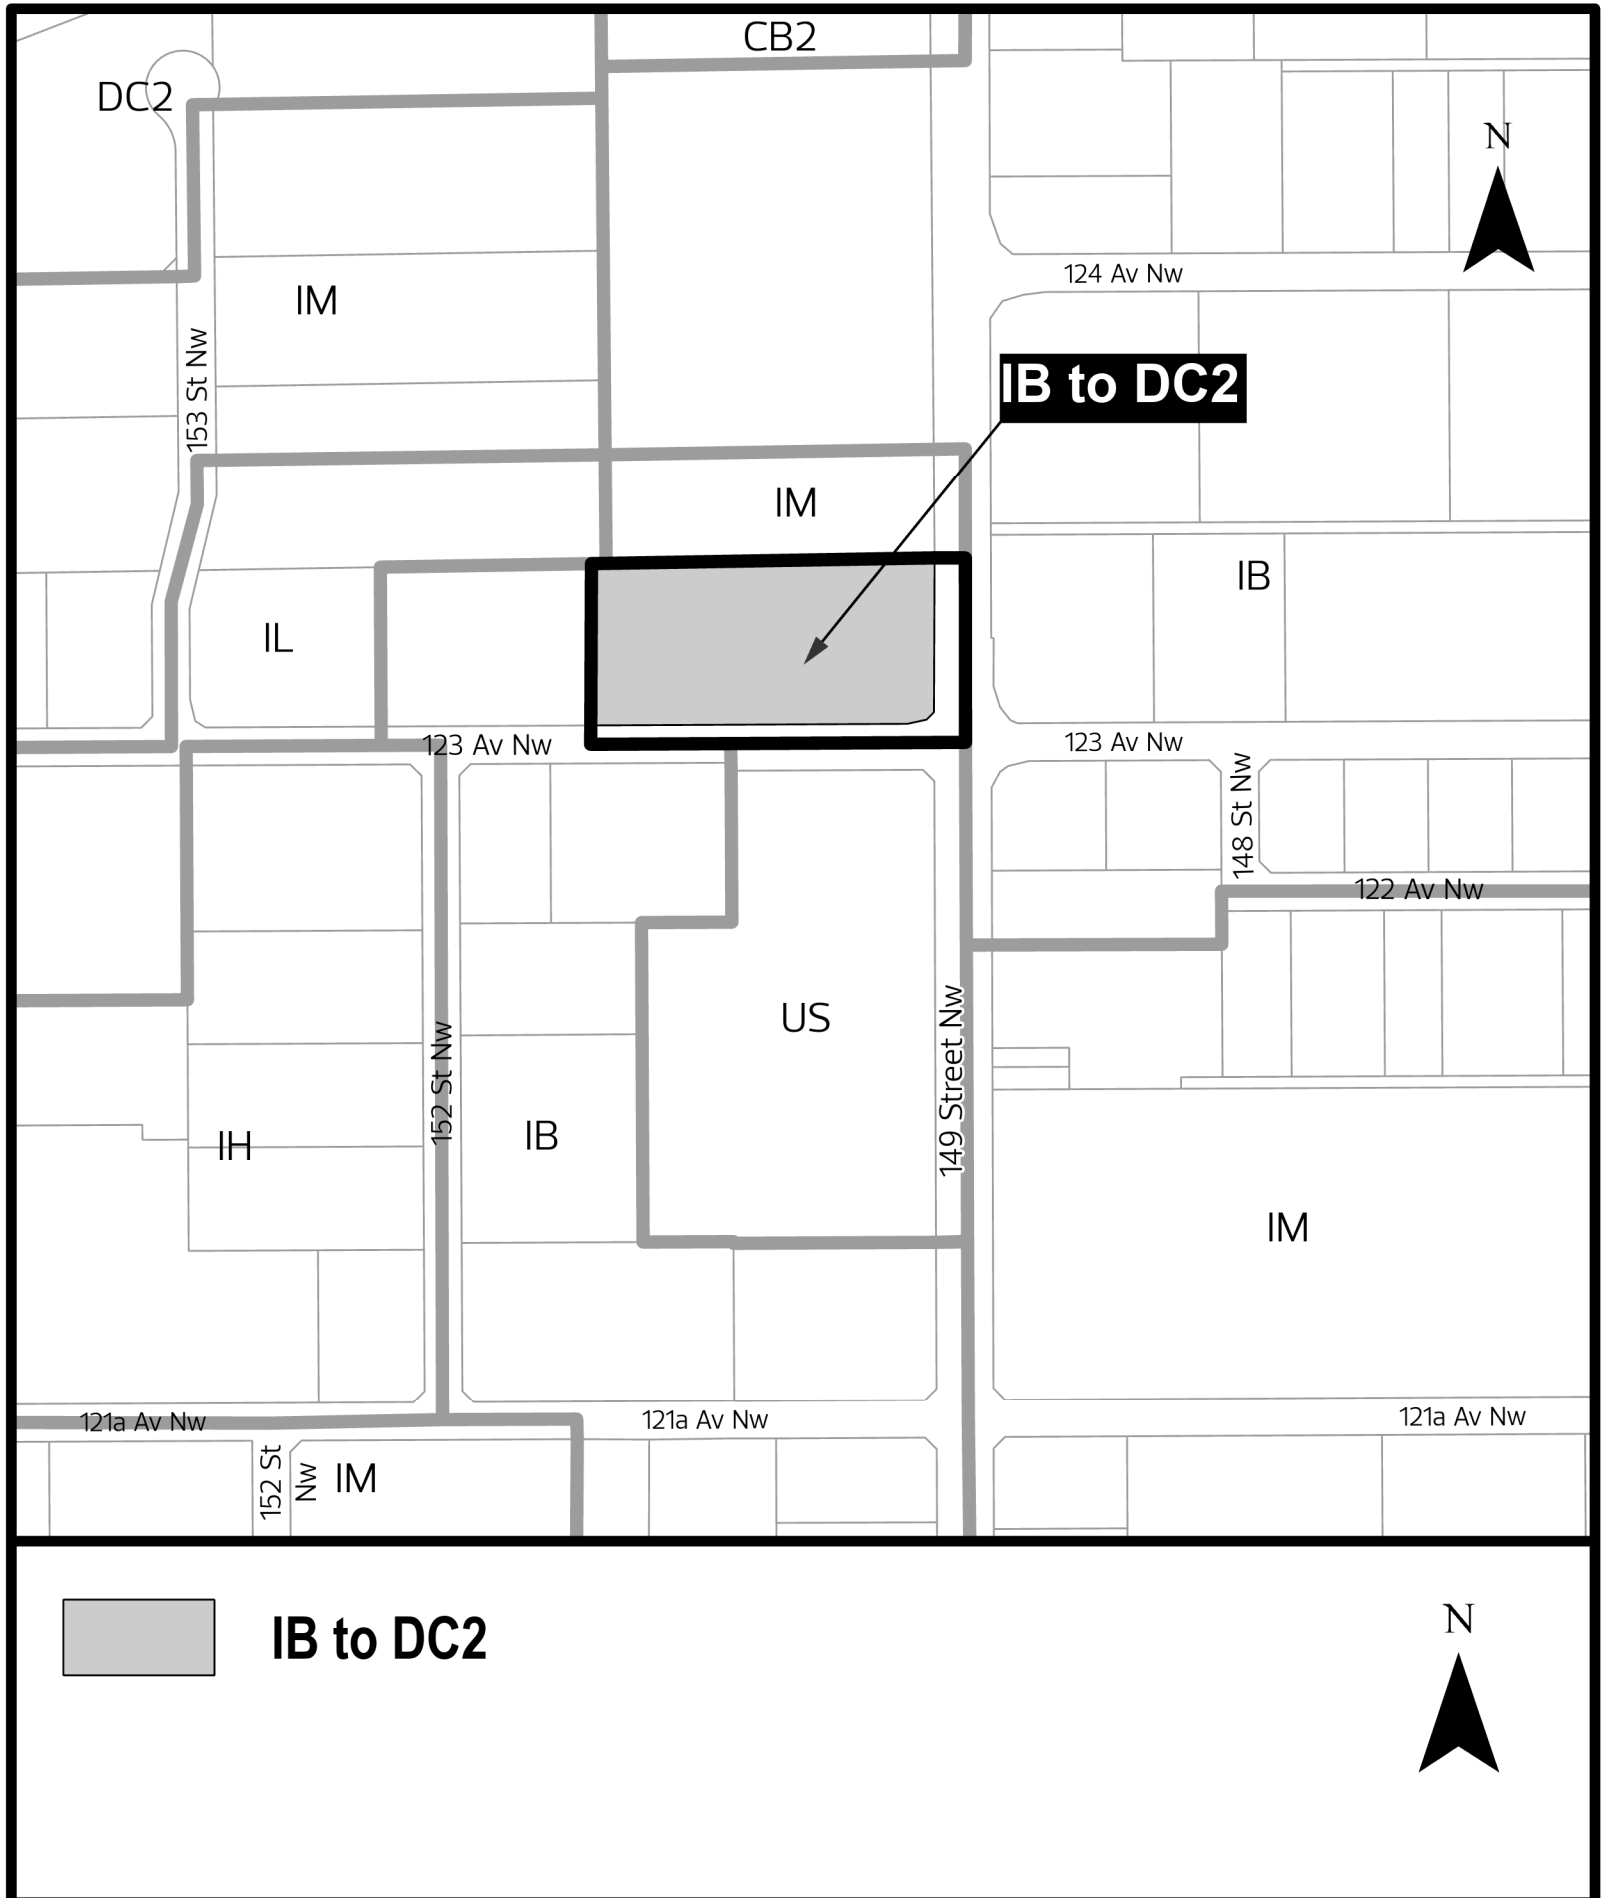 CB2
DC2
N
124 Av Nw
IM
153 St Nw
IB to DC2
IM
IB
IL
123 Av Nw
123 Av Nw
148 St Nw
122 Av Nw
US
149 Street Nw
152 St Nw
IB
IH
IM
121a Av Nw
121a Av Nw
121a Av Nw
152 St
Nw
IM
IB to DC2
N